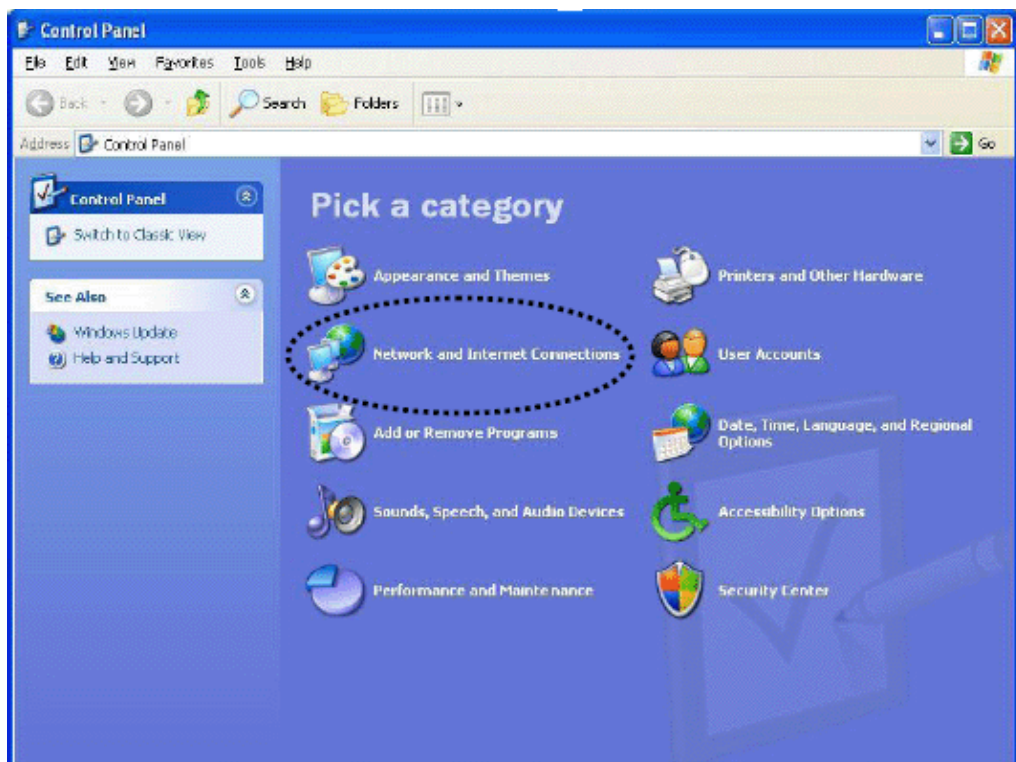 Control Panel
File Edit View Favorites Tools Help
Back Search Folders
Address Control Panel Go
Control Panel
Switch to Classic View
See Also
Windows Update
Help and Support
Pick a category
Appearance and Themes
Printers and Other Hardware
Network and Internet Connections
User Accounts
Add or Remove Programs
Date, Time, Language, and Regional
Options
Sounds, Speech, and Audio Devices
Accessibility Options
Performance and Maintenance
Security Center